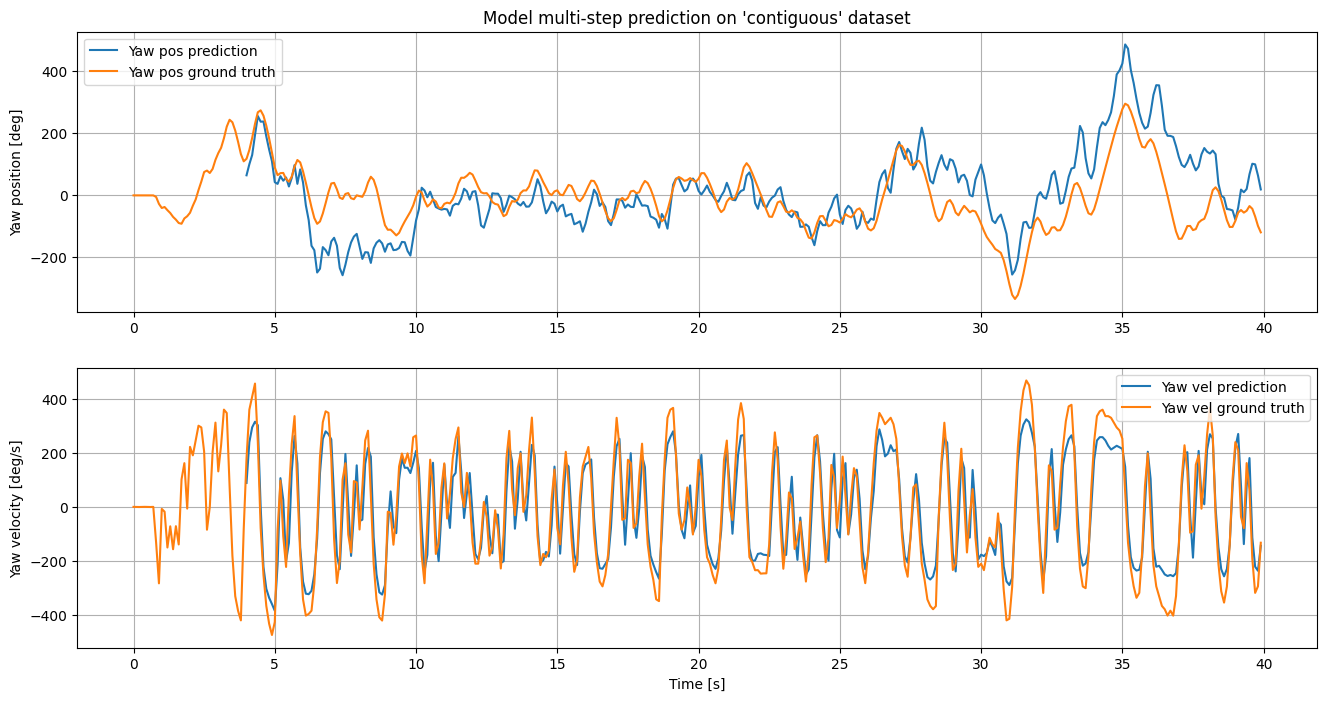 Model multi-step prediction on 'contiguous' dataset
Yaw pos prediction
Yaw pos ground truth
Yaw position [deg]
400
200
0
−200
0 5 10 15 20 25 30 35 40
Yaw vel prediction
Yaw vel ground truth
Yaw velocity [deg/s]
400
200
0
−200
−400
0 5 10 15 20 25 30 35 40
Time [s]